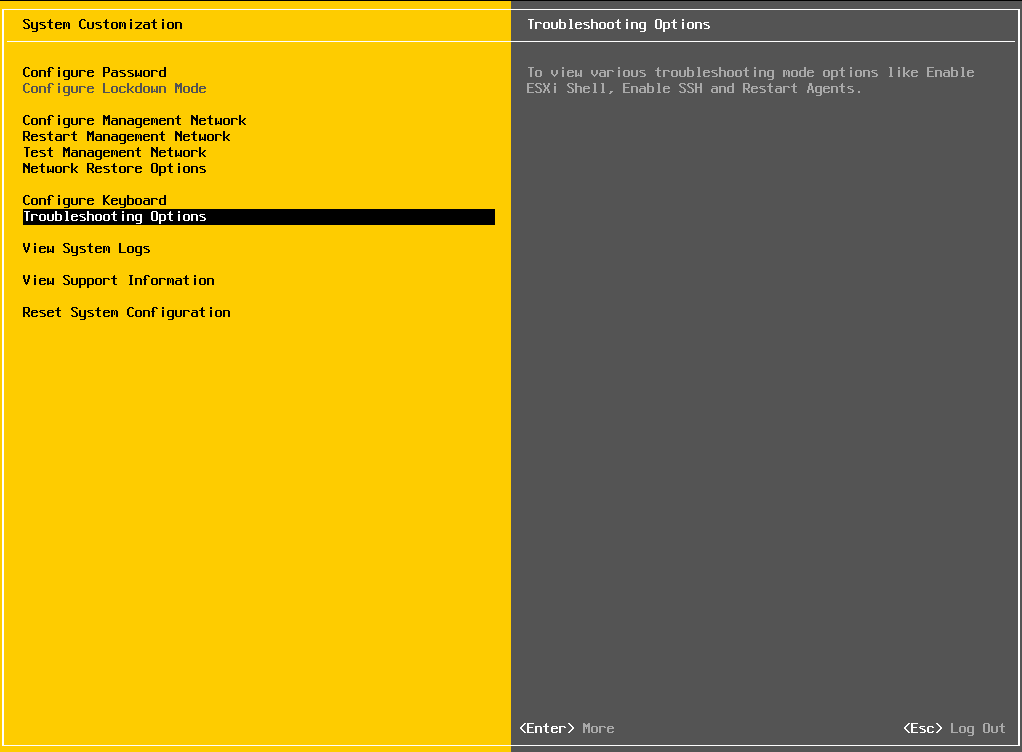 System Customization
Configure Password
Configure Lockdown Mode
Configure Management Network
Restart Management Network
Test Management Network
Network Restore Options
Configure Keyboard
Troubleshooting Options
View System Logs
View Support Information
Reset System Configuration
Troubleshooting Options
To view various troubleshooting mode options like Enable
ESXi Shell, Enable SSH and Restart Agents.
<Enter> More
<Esc> Log Out